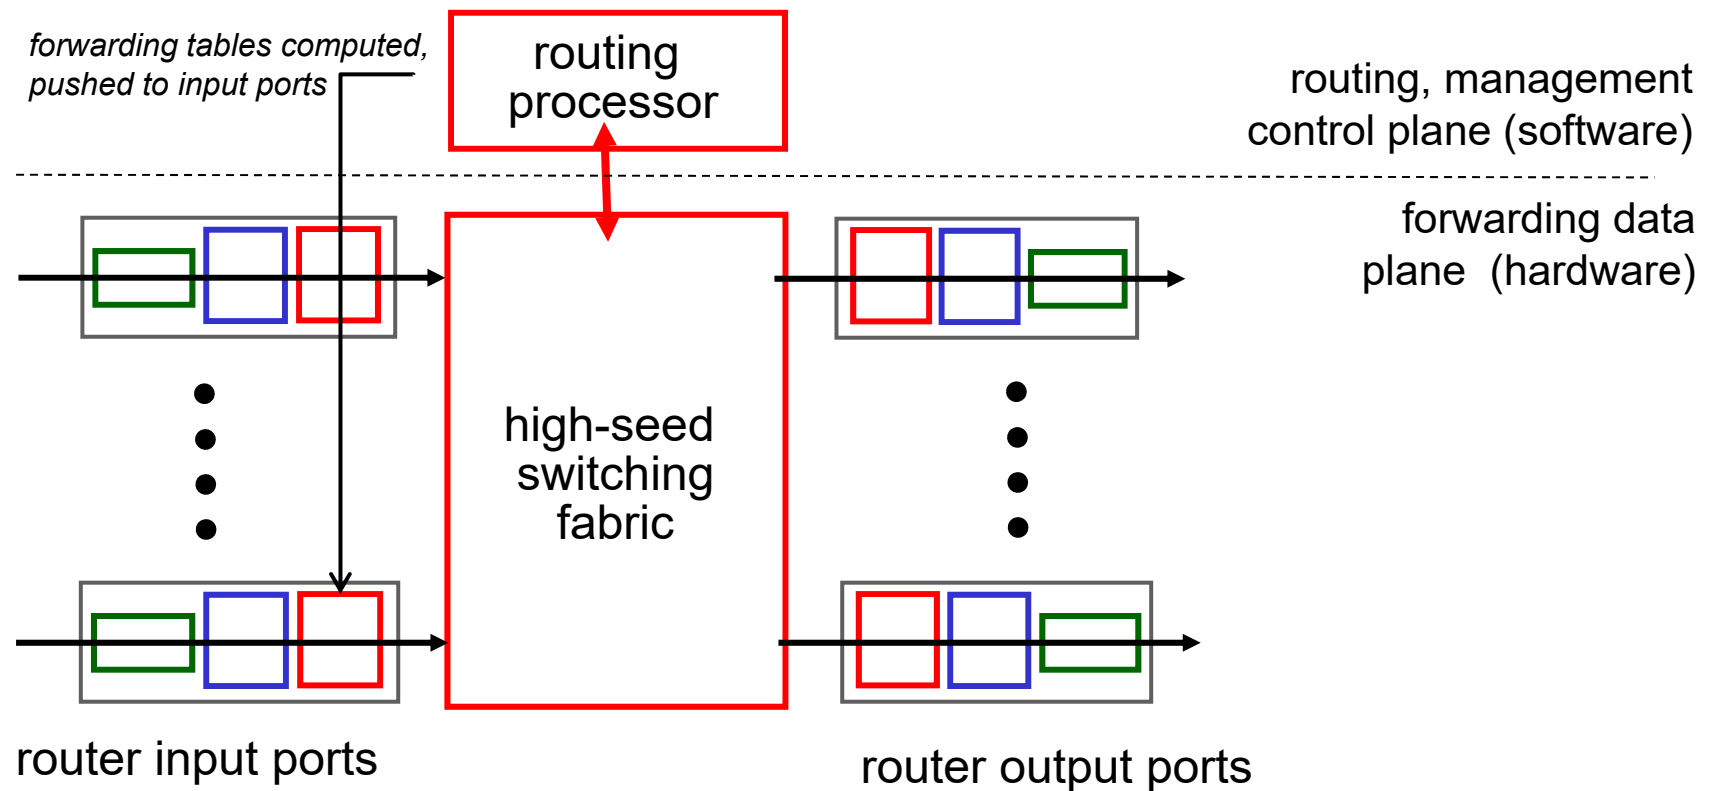 forwarding tables computed,
pushed to input ports
routing
processor
routing, management
control plane (software)
forwarding data
plane (hardware)
high-seed
switching
fabric
router input ports
router output ports